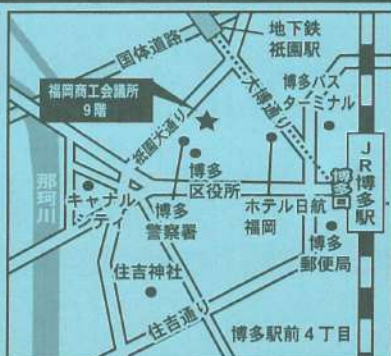 国体道路
地下鉄
祇園駅
福岡商工会議所
9階
大博通り
博多バス
ターミナル
祇園大通り
那珂川
キャナル
シティ
博多
区役所
博多
警察署
ホテル日航
福岡
博多口
JR博多駅
博多
郵便局
住吉神社
住吉通り
博多駅前4丁目